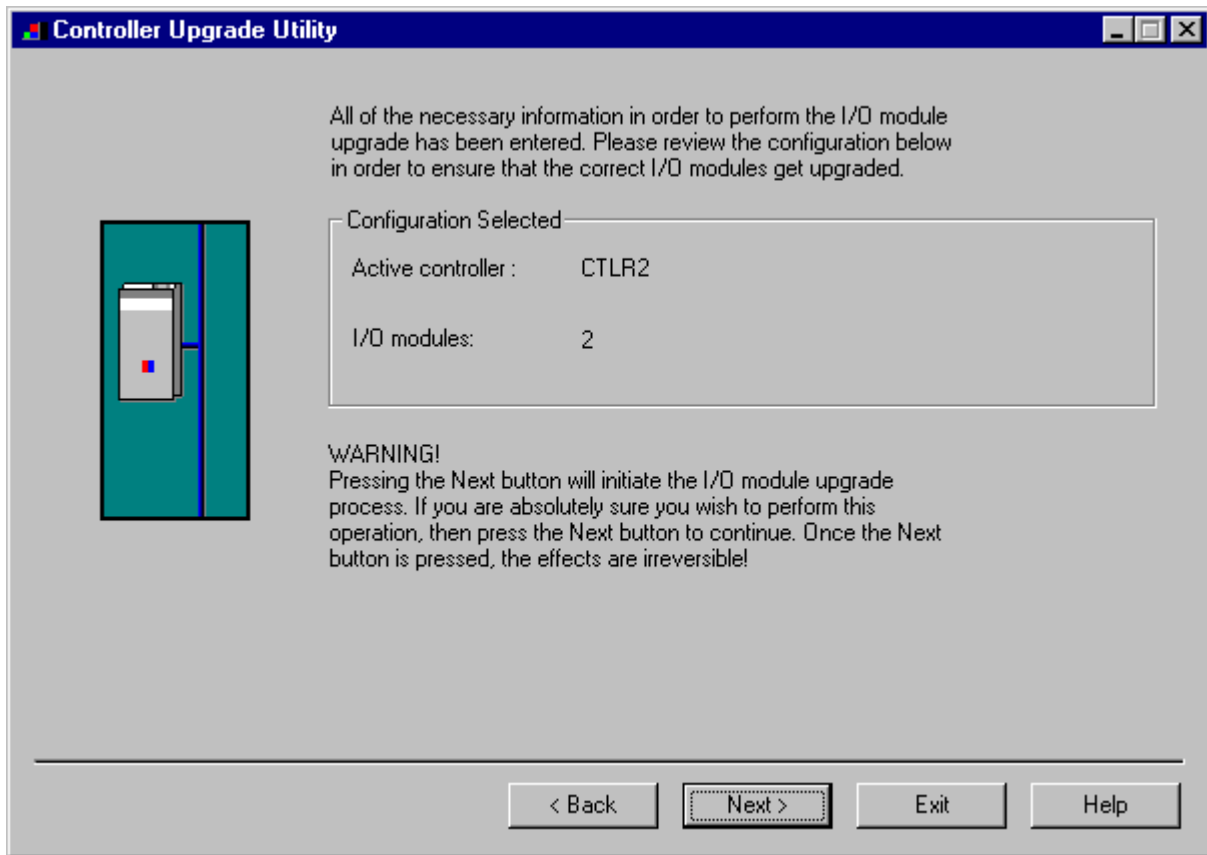 Controller Upgrade Utility
All of the necessary information in order to perform the I/O module
upgrade has been entered. Please review the configuration below
in order to ensure that the correct I/O modules get upgraded.
Configuration Selected
Active controller : CTLR2
I/O modules: 2
WARNING!
Pressing the Next button will initiate the I/O module upgrade
process. If you are absolutely sure you wish to perform this
operation, then press the Next button to continue. Once the Next
button is pressed, the effects are irreversible!
< Back Next > Exit Help